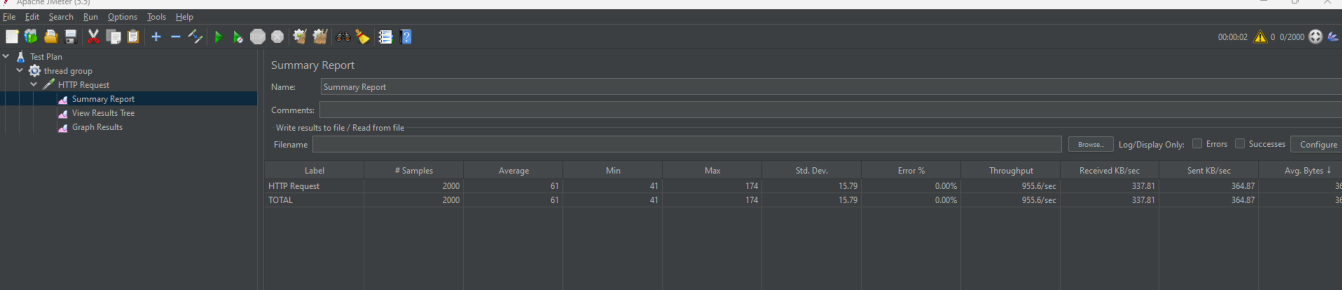 Apache JMeter (5.5)
File Edit Search Run Options Tools Help
00:00:02 0 0/2000
Test Plan
thread group
HTTP Request
Summary Report
View Results Tree
Graph Results
Summary Report
Name: Summary Report
Comments:
Write results to file / Read from file
Filename Browse... Log/Display Only: Errors Successes Configure
Label # Samples Average Min Max Std. Dev. Error % Throughput Received KB/sec Sent KB/sec Avg. Bytes ↓
HTTP Request 2000 61 41 174 15.79 0.00% 955.6/sec 337.81 364.87
TOTAL 2000 61 41 174 15.79 0.00% 955.6/sec 337.81 364.87